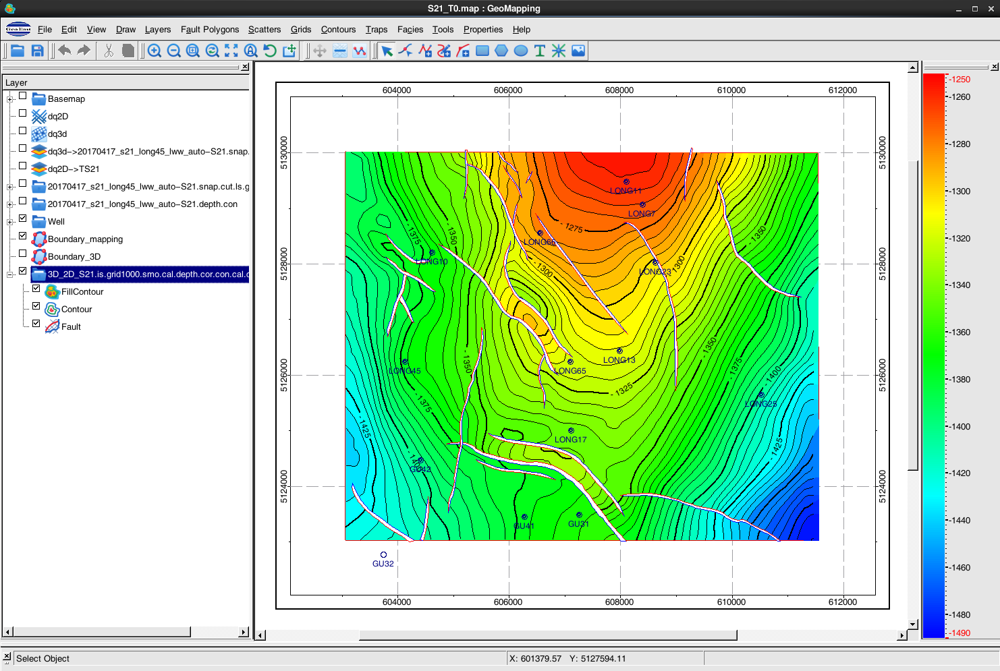 S21_T0.map : GeoMapping
Geo East File Edit View Draw Layers Fault Polygons Scatters Grids Contours Traps Facies Tools Properties Help
Layer
Basemap
dq2D
dq3d
dq3d->20170417_s21_long45_lww_auto-S21.snap.
dq2D->TS21
20170417_s21_long45_lww_auto-S21.snap.cut.ls.g
20170417_s21_long45_lww_auto-S21.depth.con
Well
Boundary_mapping
Boundary_3D
3D_2D_S21.is.grid1000.smo.cal.depth.cor.con.cal.c
FillContour
Contour
Fault
604000 606000 608000 610000 612000
5130000 5130000
5128000 5128000
5126000 5126000
5124000 5124000
LONG11
LONG7
-1275
-1375 -1350 -1350
LONG66
LONG10
-1300 LONG23 -1300
-1350
-1350
LONG13
LONG45 LONG65
-1375
-1400
-1325
LONG25
-1375
-1425
LONG17
-1425
GU42
GU41 GU31
GU32
604000 606000 608000 610000 612000
-1250
-1260
-1280
-1300
-1320
-1340
-1360
-1380
-1400
-1420
-1440
-1460
-1480
-1490
Select Object X: 601379.57 Y: 5127594.11